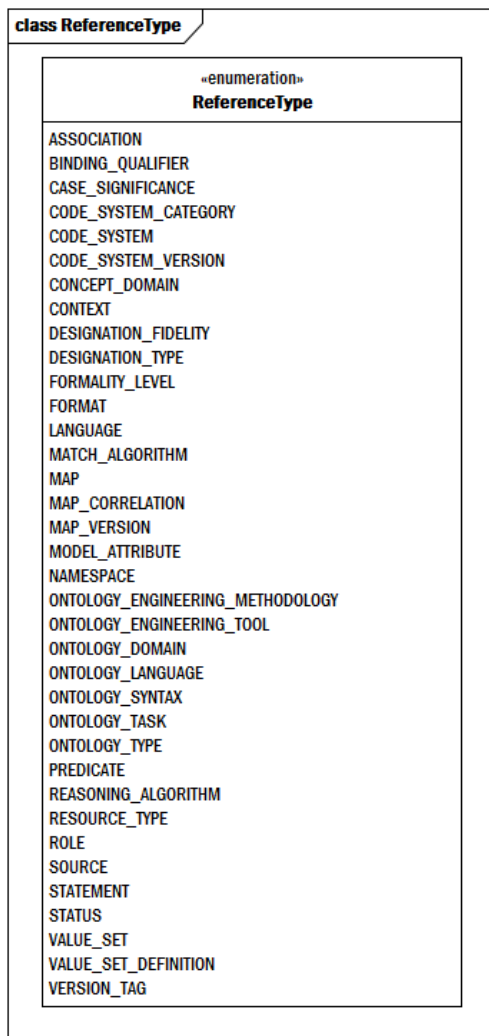 class ReferenceType
«enumeration»
ReferenceType
ASSOCIATION
BINDING_QUALIFIER
CASE_SIGNIFICANCE
CODE_SYSTEM_CATEGORY
CODE_SYSTEM
CODE_SYSTEM_VERSION
CONCEPT_DOMAIN
CONTEXT
DESIGNATION_FIDELITY
DESIGNATION_TYPE
FORMALITY_LEVEL
FORMAT
LANGUAGE
MATCH_ALGORITHM
MAP
MAP_CORRELATION
MAP_VERSION
MODEL_ATTRIBUTE
NAMESPACE
ONTOLOGY_ENGINEERING_METHODOLOGY
ONTOLOGY_ENGINEERING_TOOL
ONTOLOGY_DOMAIN
ONTOLOGY_LANGUAGE
ONTOLOGY_SYNTAX
ONTOLOGY_TASK
ONTOLOGY_TYPE
PREDICATE
REASONING_ALGORITHM
RESOURCE_TYPE
ROLE
SOURCE
STATEMENT
STATUS
VALUE_SET
VALUE_SET_DEFINITION
VERSION_TAG